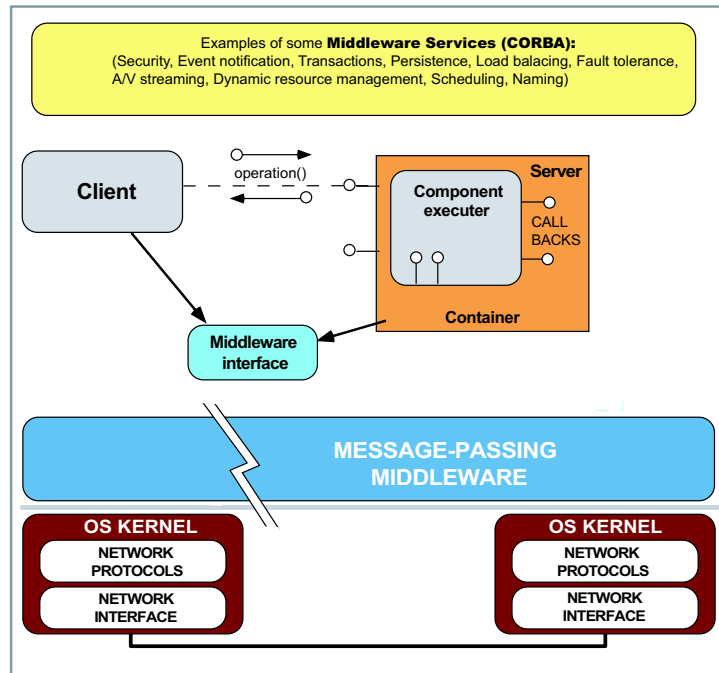 Examples of some Middleware Services (CORBA):
(Security, Event notification, Transactions, Persistence, Load balacing, Fault tolerance,
A/V streaming, Dynamic resource management, Scheduling, Naming)
Client
operation()
Server
Component
executer
CALL
BACKS
Container
Middleware
interface
MESSAGE-PASSING
MIDDLEWARE
OS KERNEL
NETWORK
PROTOCOLS
NETWORK
INTERFACE
OS KERNEL
NETWORK
PROTOCOLS
NETWORK
INTERFACE